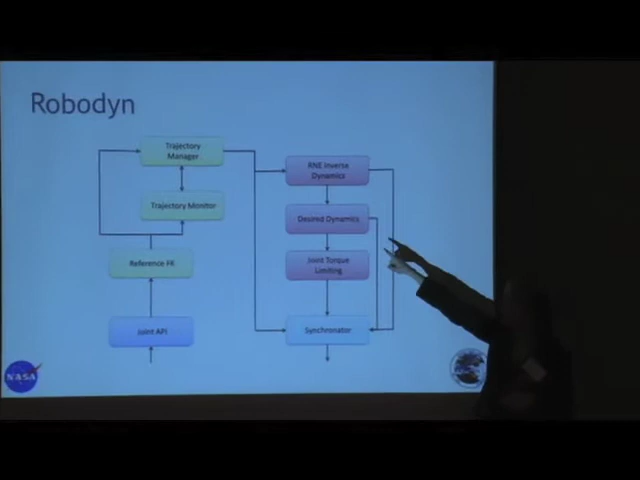 Robodyn
Trajectory
Manager
Trajectory Monitor
Reference FK
Joint API
RNE Inverse
Dynamics
Desired Dynamics
Joint Torque
Limiting
Synchronator
NASA